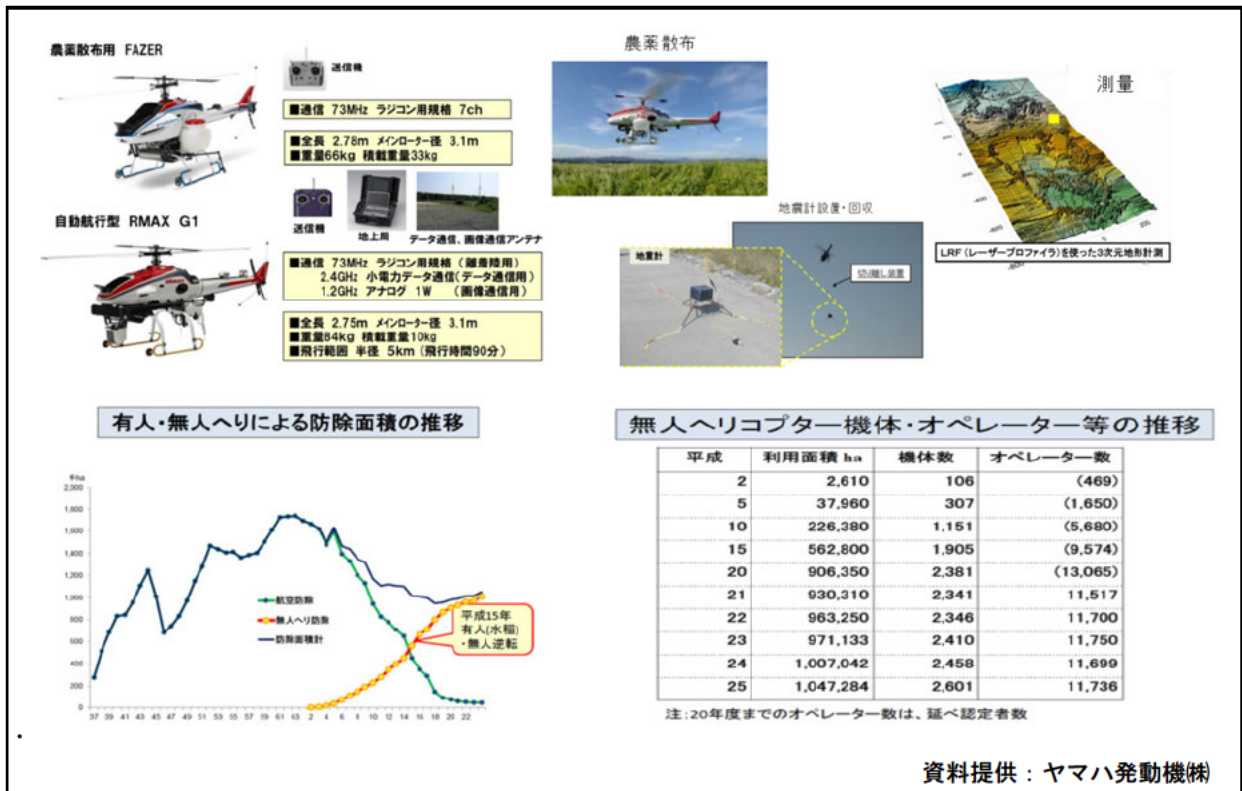 農薬散布用 FAZER
送信機
■通信 73MHz ラジコン用規格 7ch
■全長 2.78m メインローター径 3.1m
■重量66kg 積載重量33kg
自動航行型 RMAX G1
送信機
地上局
データ通信、画像通信アンテナ
■通信 73MHz ラジコン用規格(離着陸用)
2.4GHz 小電力データ通信(データ通信用)
1.2GHz アナログ 1W (画像通信用)
■全長 2.75m メインローター径 3.1m
■重量84kg 積載重量10kg
■飛行範囲 半径 5km (飛行時間90分)
農薬散布
地震計設置・回収
地震計
切り離し装置
測量
LRF (レーザープロファイラ)を使った3次元地形計測
有人・無人へりによる防除面積の推移
千ha
2,000
1,800
1,600
1,400
1,200
1,000
800
600
400
200
0
37 39 41 43 45 47 49 51 53 55 57 59 61 63 2 4 6 8 10 12 14 16 18 20 22
航空防除
無人ヘリ防除
防除面積計
平成15年
有人(水稲)
・無人逆転
無人ヘリコプター機体・オペレーター等の推移
平成 利用面積 ha 機体数 オペレーター数
2 2,610 106 (469)
5 37,960 307 (1,650)
10 226,380 1,151 (5,680)
15 562,800 1,905 (9,574)
20 906,350 2,381 (13,065)
21 930,310 2,341 11,517
22 963,250 2,346 11,700
23 971,133 2,410 11,750
24 1,007,042 2,458 11,699
25 1,047,284 2,601 11,736
注:20年度までのオペレーター数は、延べ認定者数
資料提供：ヤマハ発動機㈱